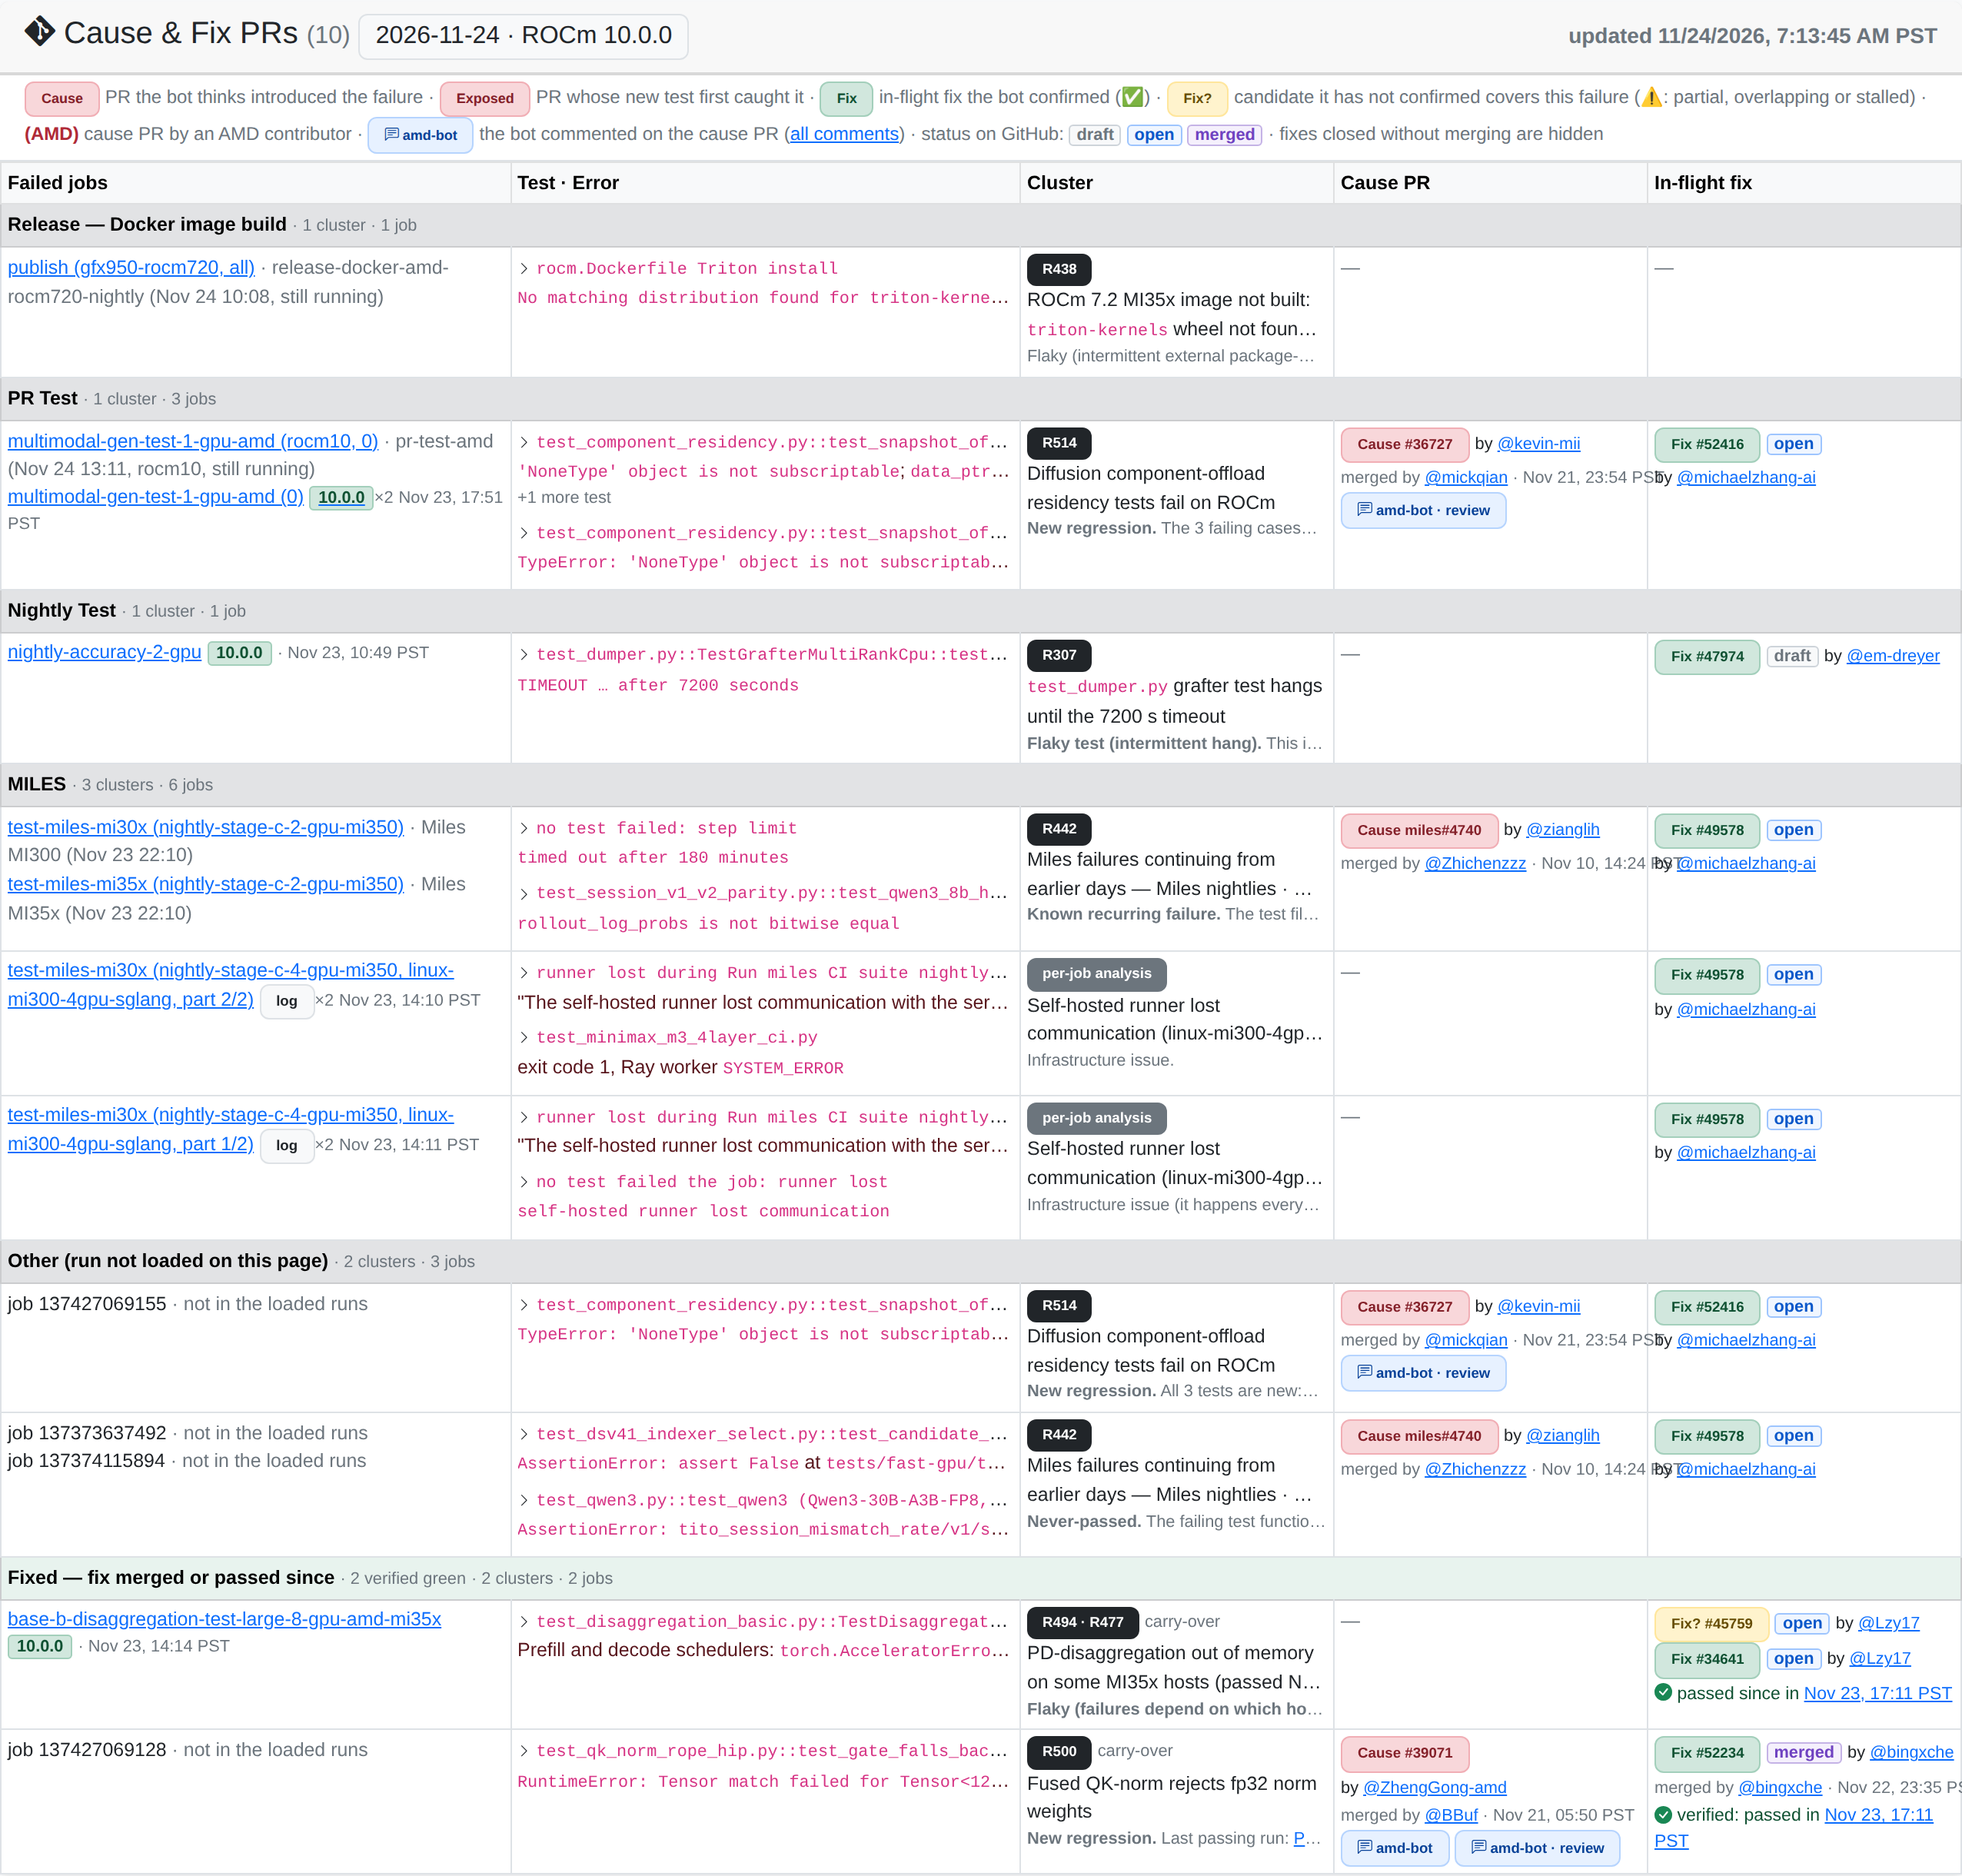 Cause & Fix PRs (10) 2026-11-24 · ROCm 10.0.0
updated 11/24/2026, 7:13:45 AM PST
Cause PR the bot thinks introduced the failure · Exposed PR whose new test first caught it · Fix in-flight fix the bot confirmed (✅) · Fix? candidate it has not confirmed covers this failure (⚠️: partial, overlapping or stalled) ·
(AMD) cause PR by an AMD contributor · amd-bot the bot commented on the cause PR (all comments) · status on GitHub: draft open merged · fixes closed without merging are hidden
Failed jobs
Test · Error
Cluster
Cause PR
In-flight fix
Release — Docker image build · 1 cluster · 1 job
publish (gfx950-rocm720, all) · release-docker-amd-
rocm720-nightly (Nov 24 10:08, still running)
> rocm.Dockerfile Triton install
No matching distribution found for triton-kerne…
R438
ROCm 7.2 MI35x image not built:
triton-kernels wheel not foun…
Flaky (intermittent external package-…
—
—
PR Test · 1 cluster · 3 jobs
multimodal-gen-test-1-gpu-amd (rocm10, 0) · pr-test-amd
(Nov 24 13:11, rocm10, still running)
multimodal-gen-test-1-gpu-amd (0) 10.0.0 ×2 Nov 23, 17:51
PST
> test_component_residency.py::test_snapshot_of…
'NoneType' object is not subscriptable; data_ptr…
+1 more test
> test_component_residency.py::test_snapshot_of…
TypeError: 'NoneType' object is not subscriptab…
R514
Diffusion component-offload
residency tests fail on ROCm
New regression. The 3 failing cases…
Cause #36727 by @kevin-mii
merged by @mickqian · Nov 21, 23:54 PST
amd-bot · review
Fix #52416 open
by @michaelzhang-ai
Nightly Test · 1 cluster · 1 job
nightly-accuracy-2-gpu 10.0.0 · Nov 23, 10:49 PST
> test_dumper.py::TestGrafterMultiRankCpu::test…
TIMEOUT … after 7200 seconds
R307
test_dumper.py grafter test hangs
until the 7200 s timeout
Flaky test (intermittent hang). This i…
—
Fix #47974 draft by @em-dreyer
MILES · 3 clusters · 6 jobs
test-miles-mi30x (nightly-stage-c-2-gpu-mi350) · Miles
MI300 (Nov 23 22:10)
test-miles-mi35x (nightly-stage-c-2-gpu-mi350) · Miles
MI35x (Nov 23 22:10)
> no test failed: step limit
timed out after 180 minutes
> test_session_v1_v2_parity.py::test_qwen3_8b_h…
rollout_log_probs is not bitwise equal
R442
Miles failures continuing from
earlier days — Miles nightlies · …
Known recurring failure. The test fil…
Cause miles#4740 by @zianglih
merged by @Zhichenzzz · Nov 10, 14:24 PST
Fix #49578 open
by @michaelzhang-ai
test-miles-mi30x (nightly-stage-c-4-gpu-mi350, linux-
mi300-4gpu-sglang, part 2/2) log ×2 Nov 23, 14:10 PST
> runner lost during Run miles CI suite nightly…
"The self-hosted runner lost communication with the ser…
> test_minimax_m3_4layer_ci.py
exit code 1, Ray worker SYSTEM_ERROR
per-job analysis
Self-hosted runner lost
communication (linux-mi300-4gp…
Infrastructure issue.
—
Fix #49578 open
by @michaelzhang-ai
test-miles-mi30x (nightly-stage-c-4-gpu-mi350, linux-
mi300-4gpu-sglang, part 1/2) log ×2 Nov 23, 14:11 PST
> runner lost during Run miles CI suite nightly…
"The self-hosted runner lost communication with the ser…
> no test failed the job: runner lost
self-hosted runner lost communication
per-job analysis
Self-hosted runner lost
communication (linux-mi300-4gp…
Infrastructure issue (it happens every…
—
Fix #49578 open
by @michaelzhang-ai
Other (run not loaded on this page) · 2 clusters · 3 jobs
job 137427069155 · not in the loaded runs
> test_component_residency.py::test_snapshot_of…
TypeError: 'NoneType' object is not subscriptab…
R514
Diffusion component-offload
residency tests fail on ROCm
New regression. All 3 tests are new:…
Cause #36727 by @kevin-mii
merged by @mickqian · Nov 21, 23:54 PST
amd-bot · review
Fix #52416 open
by @michaelzhang-ai
job 137373637492 · not in the loaded runs
job 137374115894 · not in the loaded runs
> test_dsv41_indexer_select.py::test_candidate_…
AssertionError: assert False at tests/fast-gpu/t…
> test_qwen3.py::test_qwen3 (Qwen3-30B-A3B-FP8,…
AssertionError: tito_session_mismatch_rate/v1/s…
R442
Miles failures continuing from
earlier days — Miles nightlies · …
Never-passed. The failing test functio…
Cause miles#4740 by @zianglih
merged by @Zhichenzzz · Nov 10, 14:24 PST
Fix #49578 open
by @michaelzhang-ai
Fixed — fix merged or passed since · 2 verified green · 2 clusters · 2 jobs
base-b-disaggregation-test-large-8-gpu-amd-mi35x
10.0.0 · Nov 23, 14:14 PST
> test_disaggregation_basic.py::TestDisaggregat…
Prefill and decode schedulers: torch.AcceleratorErro…
R494 · R477 carry-over
PD-disaggregation out of memory
on some MI35x hosts (passed N…
Flaky (failures depend on which ho…
—
Fix? #45759 open by @Lzy17
Fix #34641 open by @Lzy17
passed since in Nov 23, 17:11 PST
job 137427069128 · not in the loaded runs
> test_qk_norm_rope_hip.py::test_gate_falls_bac…
RuntimeError: Tensor match failed for Tensor<12…
R500 carry-over
Fused QK-norm rejects fp32 norm
weights
New regression. Last passing run: P…
Cause #39071
by @ZhengGong-amd
merged by @BBuf · Nov 21, 05:50 PST
amd-bot amd-bot · review
Fix #52234 merged by @bingxche
merged by @bingxche · Nov 22, 23:35 PS
verified: passed in Nov 23, 17:11
PST